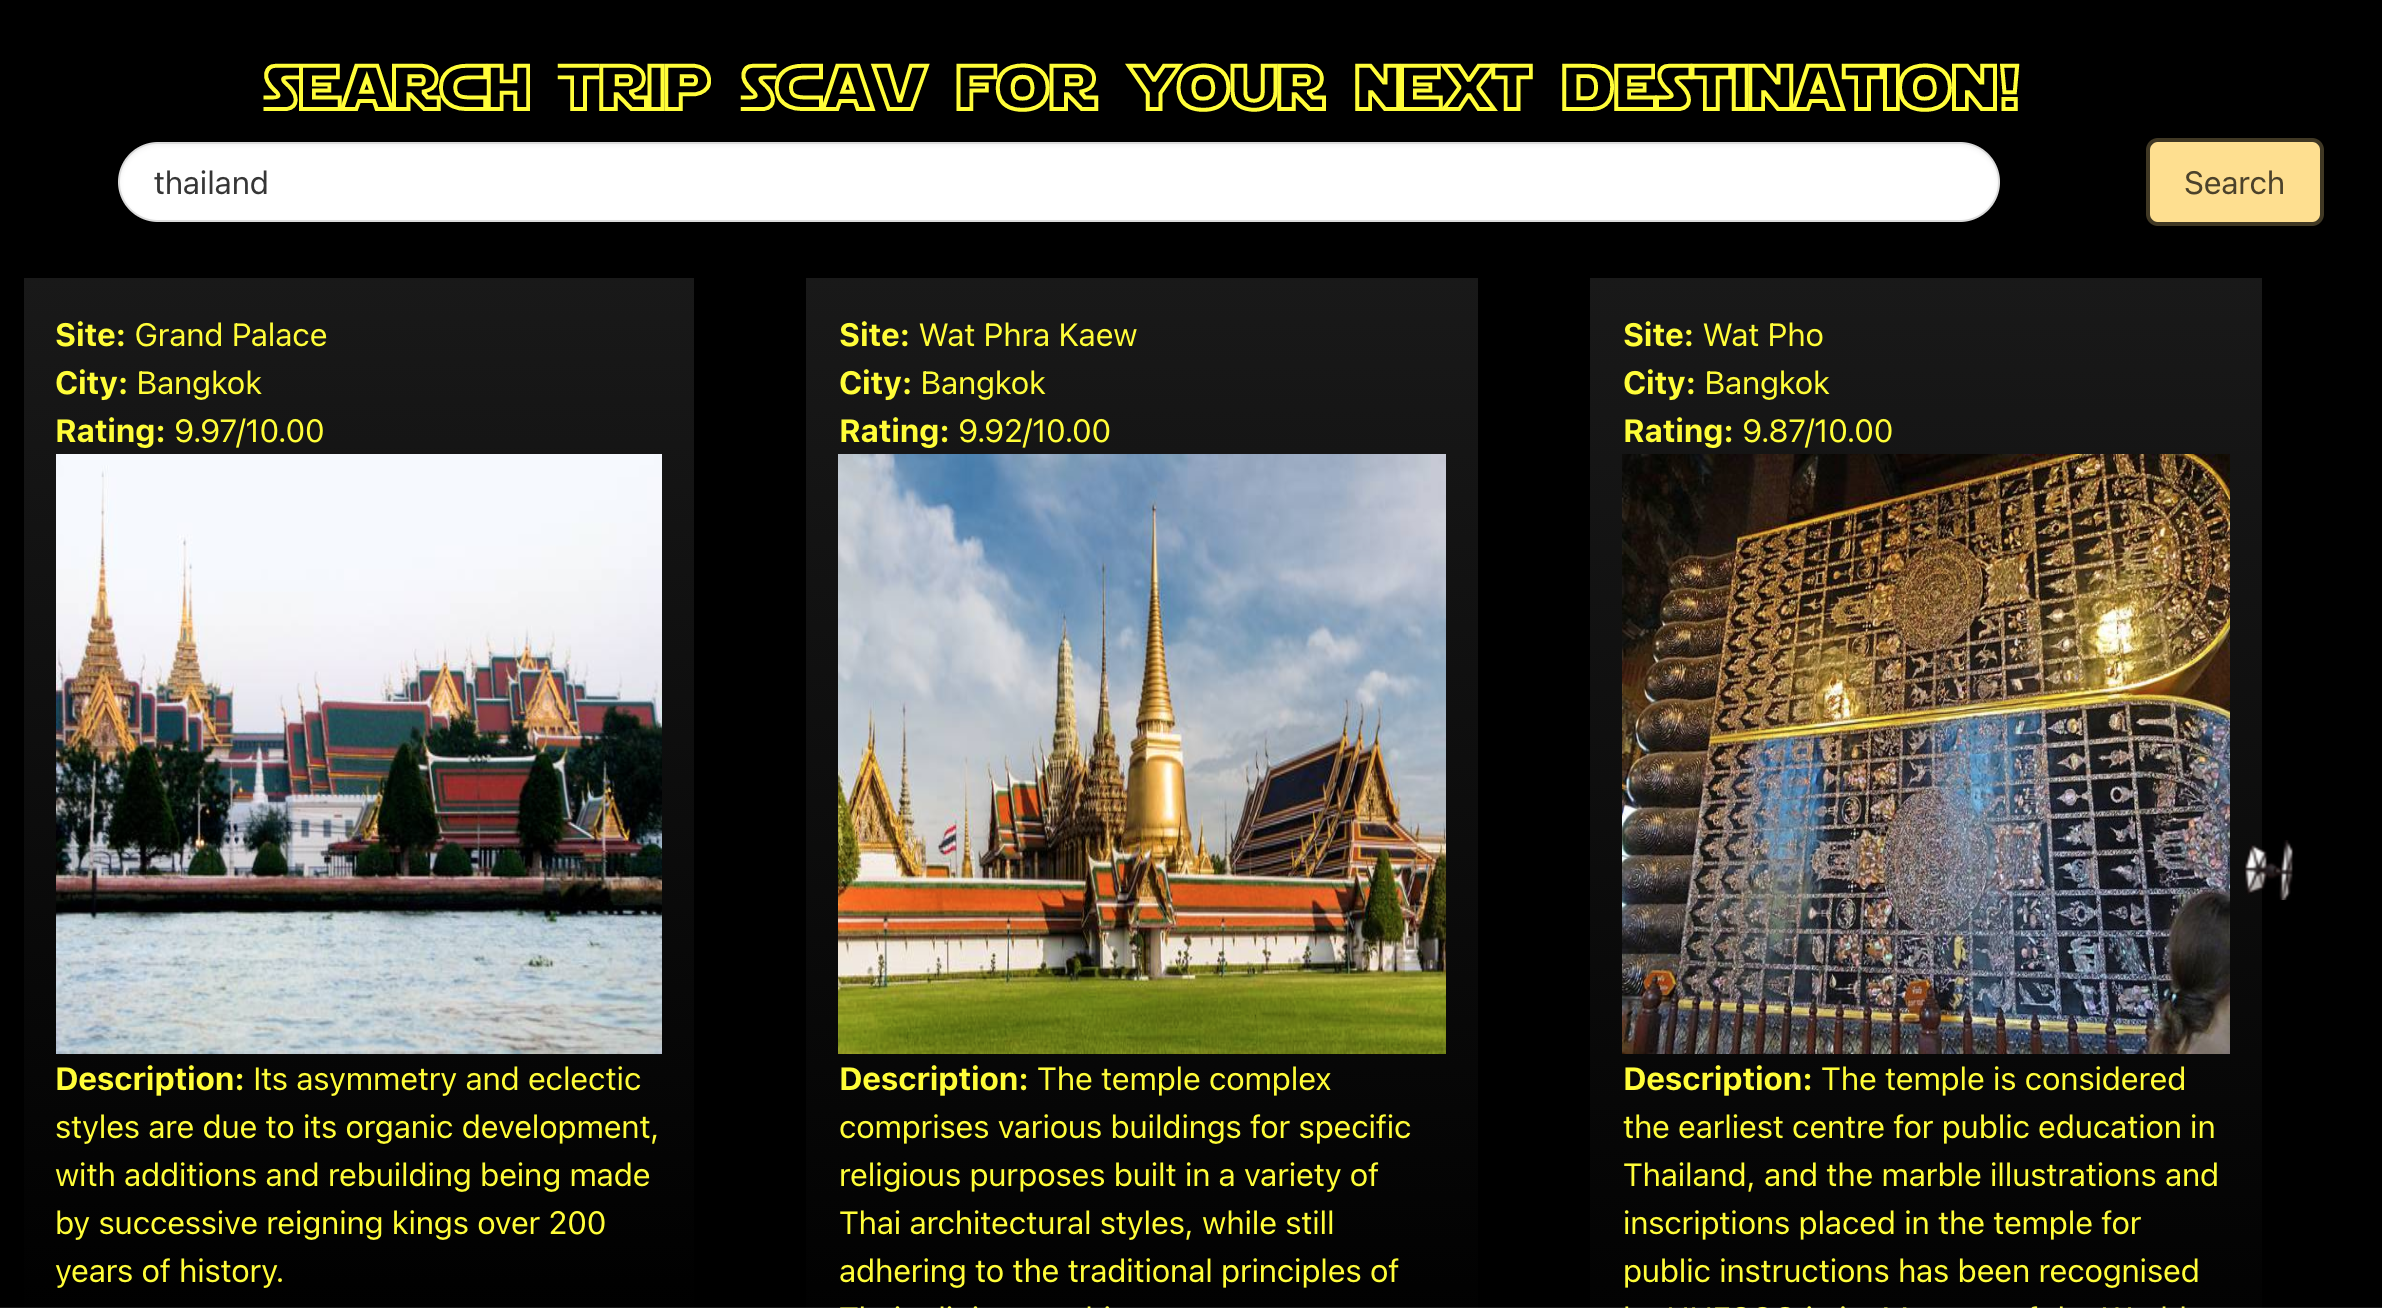 SEARCH TRIP SCAV FOR YOUR NEXT DESTINATION!
thailand
Search
Site: Grand Palace
City: Bangkok
Rating: 9.97/10.00
Description: Its asymmetry and eclectic
styles are due to its organic development,
with additions and rebuilding being made
by successive reigning kings over 200
years of history.
Site: Wat Phra Kaew
City: Bangkok
Rating: 9.92/10.00
Description: The temple complex
comprises various buildings for specific
religious purposes built in a variety of
Thai architectural styles, while still
adhering to the traditional principles of
Site: Wat Pho
City: Bangkok
Rating: 9.87/10.00
Description: The temple is considered
the earliest centre for public education in
Thailand, and the marble illustrations and
inscriptions placed in the temple for
public instructions has been recognised